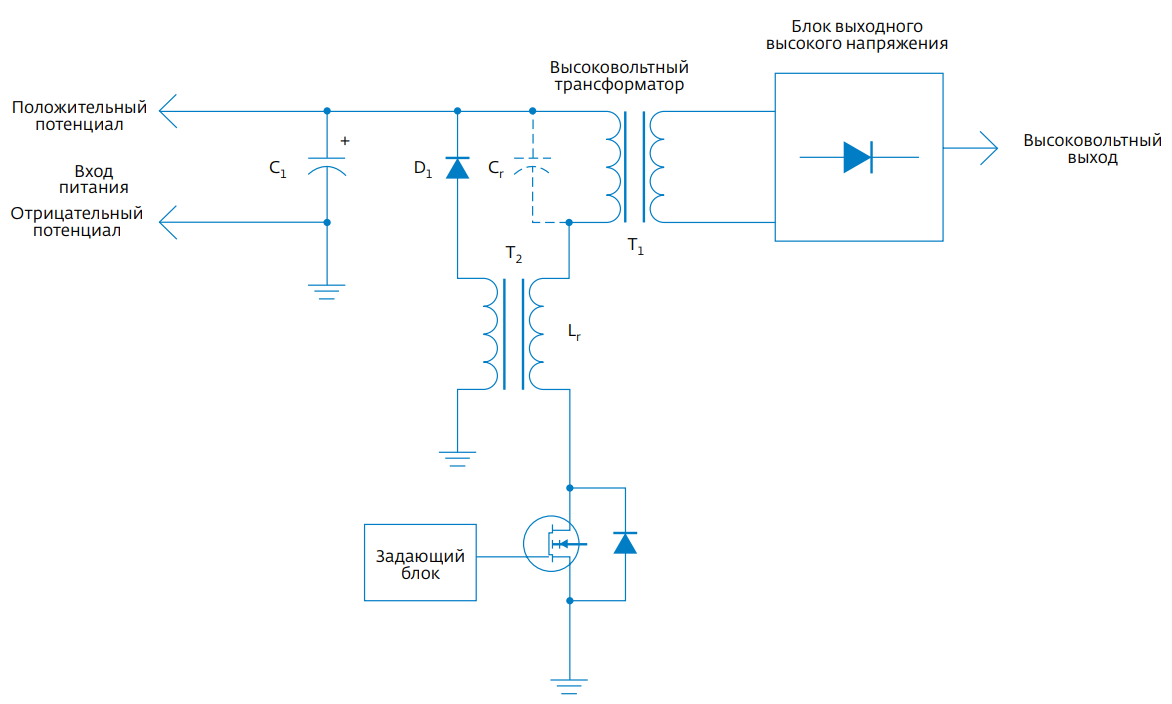 Блок выходного
высокого напряжения
Высоковольтный
трансформатор
Положительный
потенциал
+
C1
D1
Cr
Высоковольтный
выход
Вход
питания
Отрицательный
потенциал
T1
T2
Lr
Задающий
блок